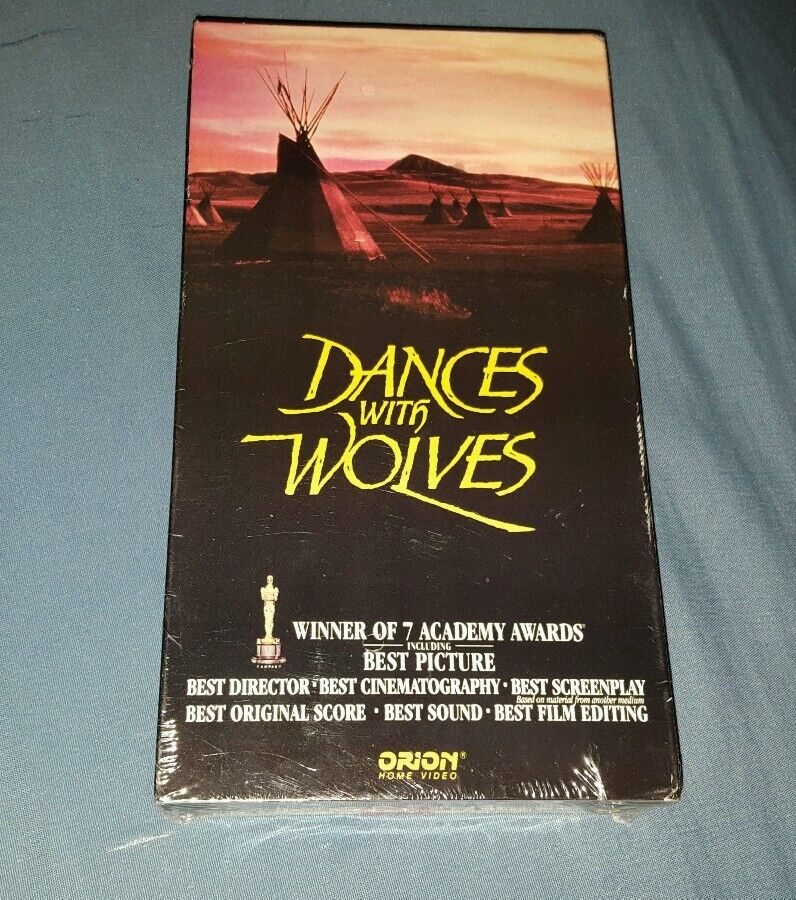 DANCES
WITH
WOLVES
WINNER OF 7 ACADEMY AWARDS®
INCLUDING
BEST PICTURE
BEST DIRECTOR · BEST CINEMATOGRAPHY · BEST SCREENPLAY
Based on material from another medium
BEST ORIGINAL SCORE · BEST SOUND · BEST FILM EDITING
ORION®
HOME VIDEO